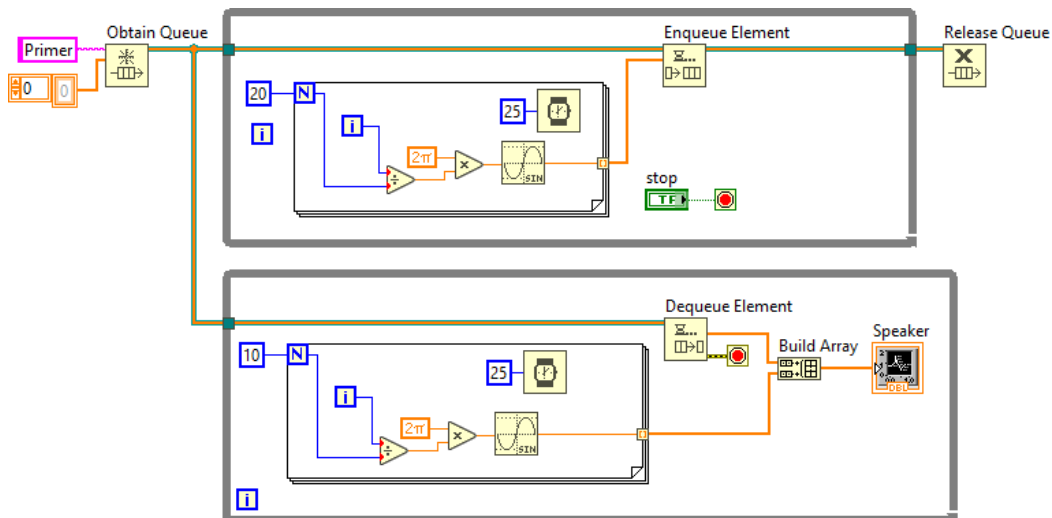 Obtain Queue
Enqueue Element
Release Queue
Primer
0
0
20
N
25
i
i
2π
÷
x
SIN
stop
TF
Dequeue Element
Build Array
Speaker
10
N
25
i
2π
÷
x
SIN
DBL
i